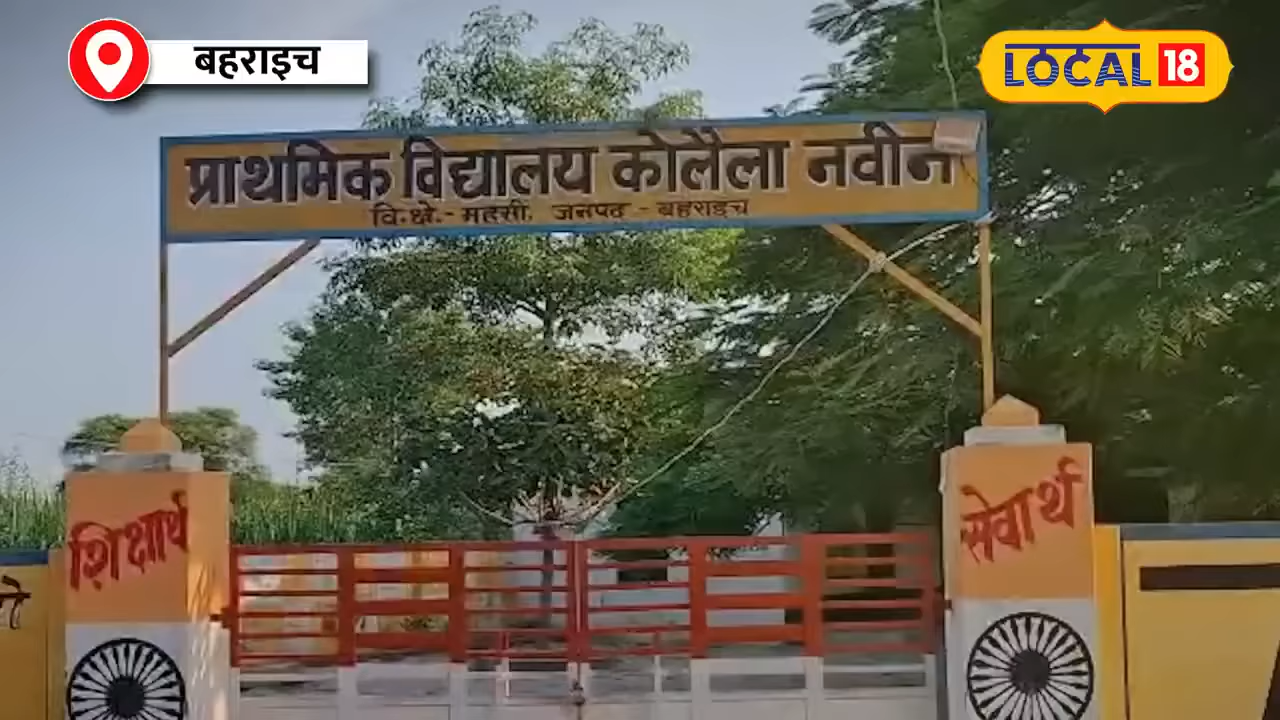 बहराइच
LOCAL 18
प्राथमिक विद्यालय कोलैला नवीन
वि.क्षे.- महसी, जनपद - बहराइच
शिक्षार्थ
सेवार्थ